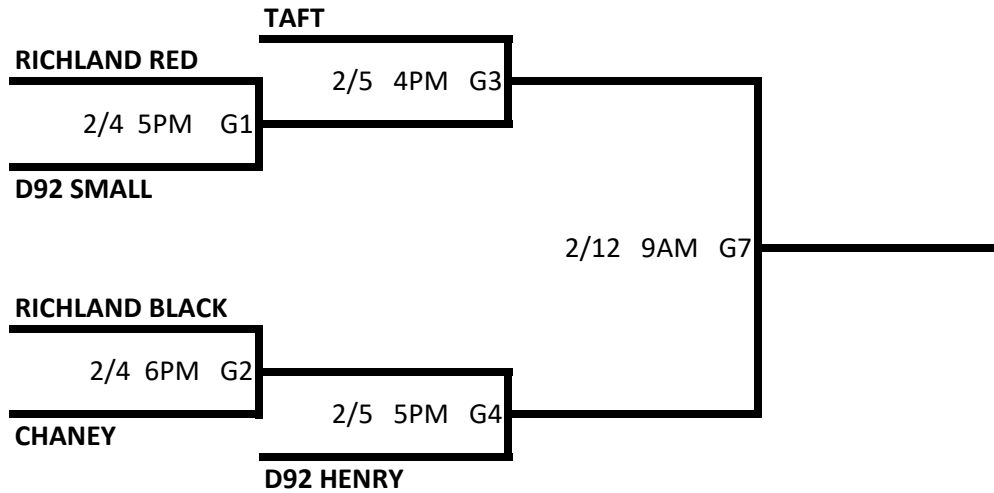 TAFT
RICHLAND RED
2/5 4PM G3
2/4 5PM G1
D92 SMALL
2/12 9AM G7
RICHLAND BLACK
2/4 6PM G2
2/5 5PM G4
CHANEY
D92 HENRY